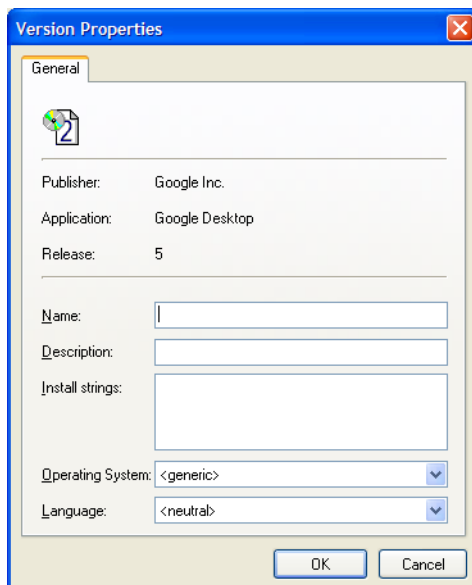 Version Properties
General
2
Publisher: Google Inc.
Application: Google Desktop
Release: 5
Name:
Description:
Install strings:
Operating System: <generic>
Language: <neutral>
OK Cancel